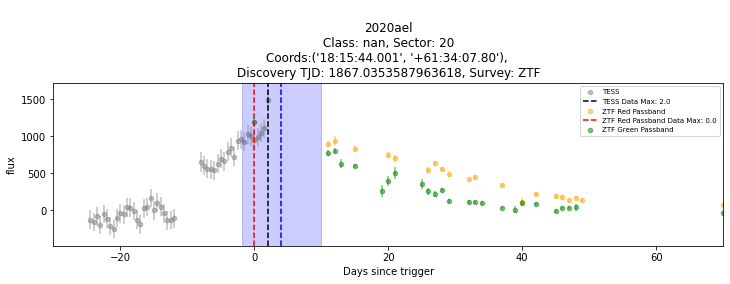 2020ael
Class: nan, Sector: 20
Coords:('18:15:44.001', '+61:34:07.80'),
Discovery TJD: 1867.0353587963618, Survey: ZTF
TESS
TESS Data Max: 2.0
ZTF Red Passband
ZTF Red Passband Data Max: 0.0
ZTF Green Passband
flux
1500
1000
500
0
−20
0
20
40
60
Days since trigger